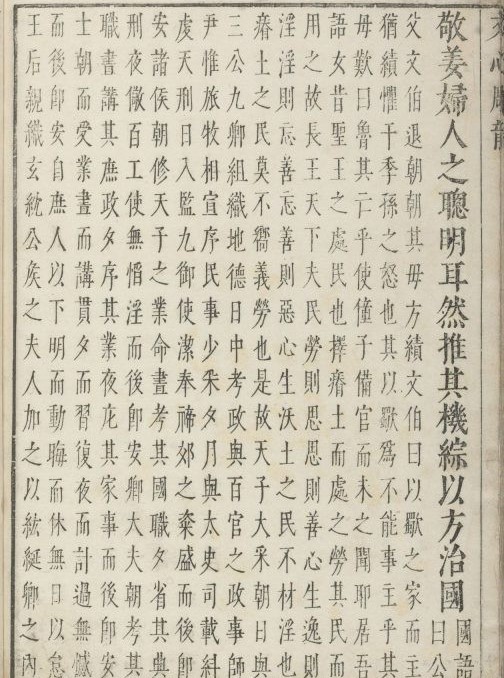 文心雕龍
敬姜婦人之聰明耳然推其機綜以方治國
國語
曰公
父文伯退朝朝其母方績文伯曰以歜之家而主
猶績懼干季孫之怒也其以歜爲不能事主乎其
母歎曰魯其亡乎使僮子備官而未之聞耶居吾
語女昔聖王之處民也擇瘠土而處之勞其民而
用之故長王天下夫民勞則思思則善心生逸則
淫淫則忘善忘善則惡心生沃土之民不材淫也
瘠土之民莫不嚮義勞也是故天子大采朝日與
三公九卿組織地德日中考政與百官之政事師
尹惟旅牧相宣序民事少采夕月與太史司載糾
虔天刑日入監九御使潔奉禘郊之粢盛而後卽
安諸侯朝修天子之業命晝考其國職夕省其典
刑夜儆百工使無慆淫而後卽安卿大夫朝考其
職晝講其庶政夕序其業夜庀其家事而後卽安
士朝而受業晝而講貫夕而習復夜而計過無憾
而後卽安自庶人以下明而動晦而休無日以怠
王后親織玄紞公矦之夫人加之以紘綖卿之內